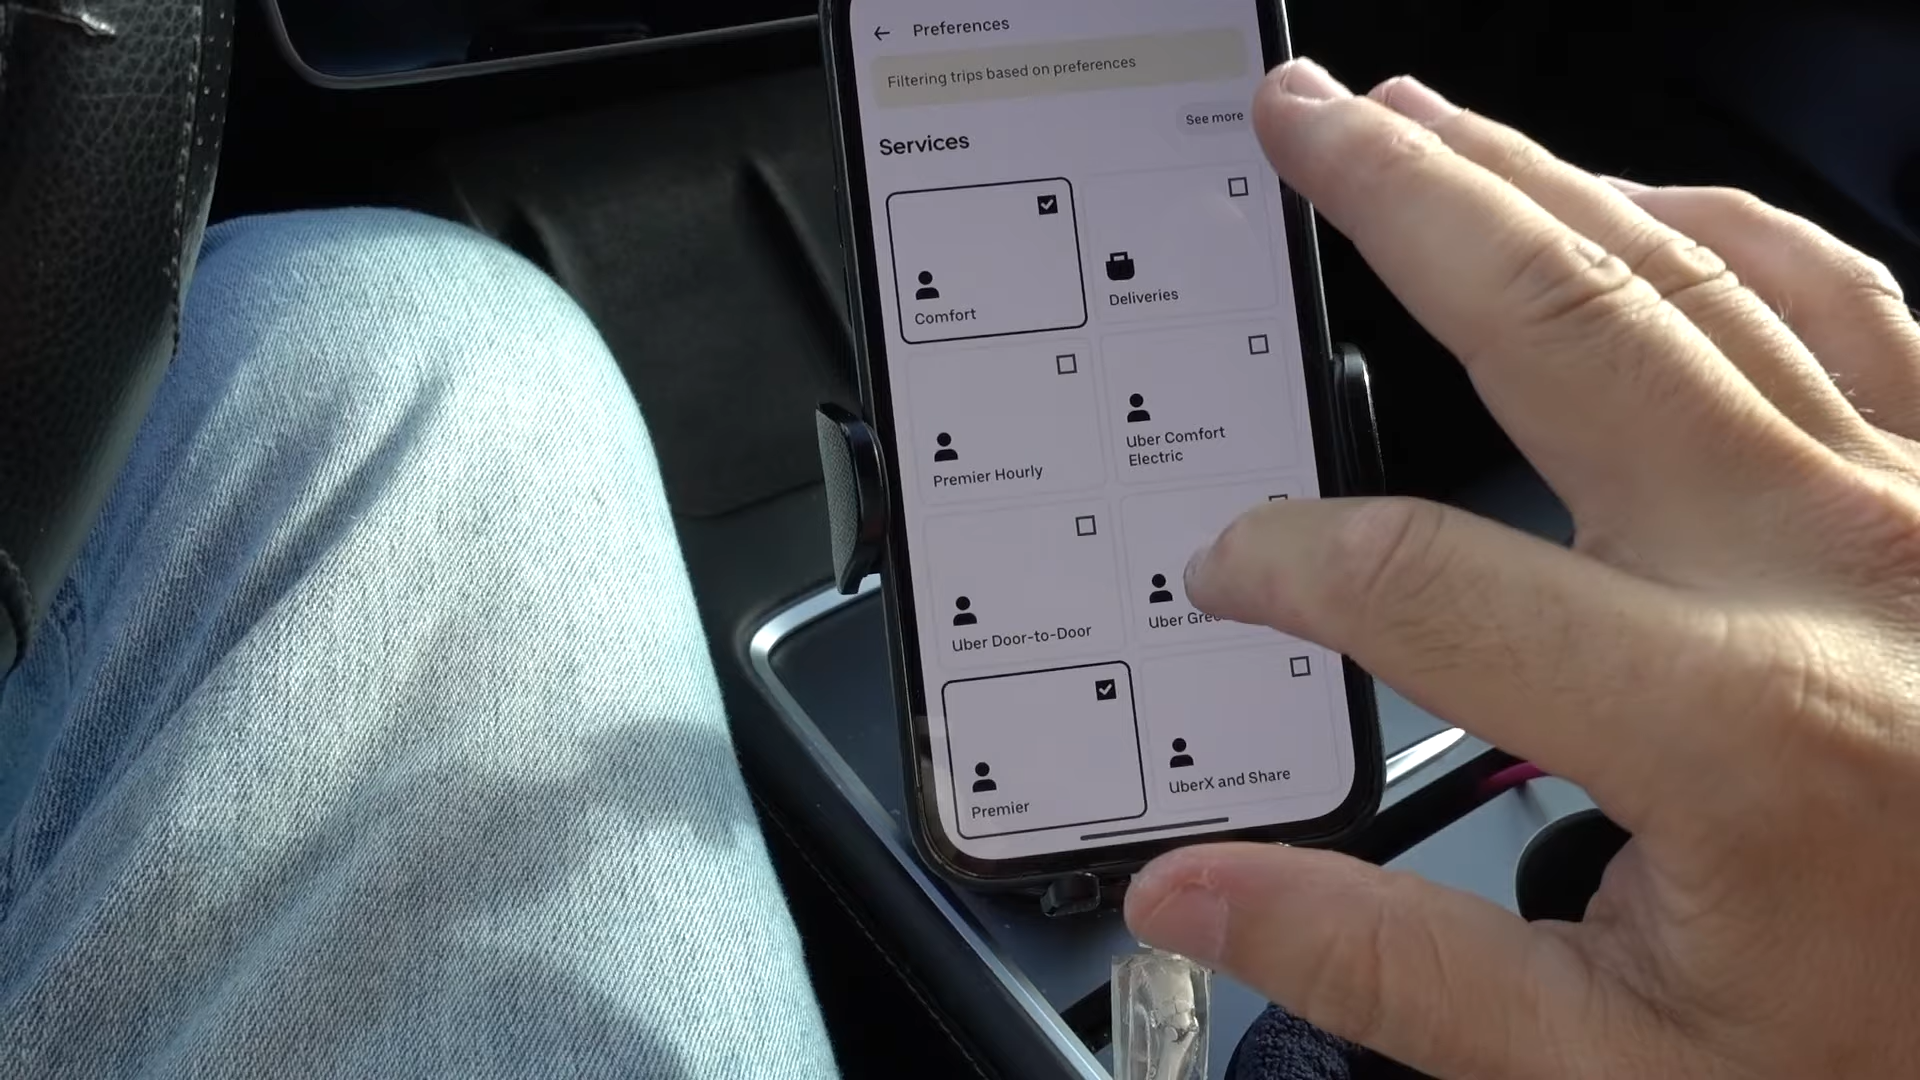 Preferences
Filtering trips based on preferences
Services
See more
Comfort
Deliveries
Premier Hourly
Uber Comfort
Electric
Uber Door-to-Door
Uber
Premier
UberX and Share